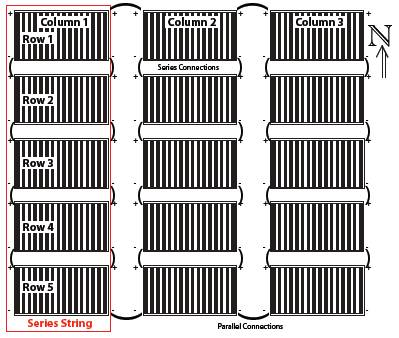 Column 1
Column 2
Column 3
Row 1
N
Series Connections
Row 2
Row 3
Row 4
Row 5
Series String
Parallel Connections